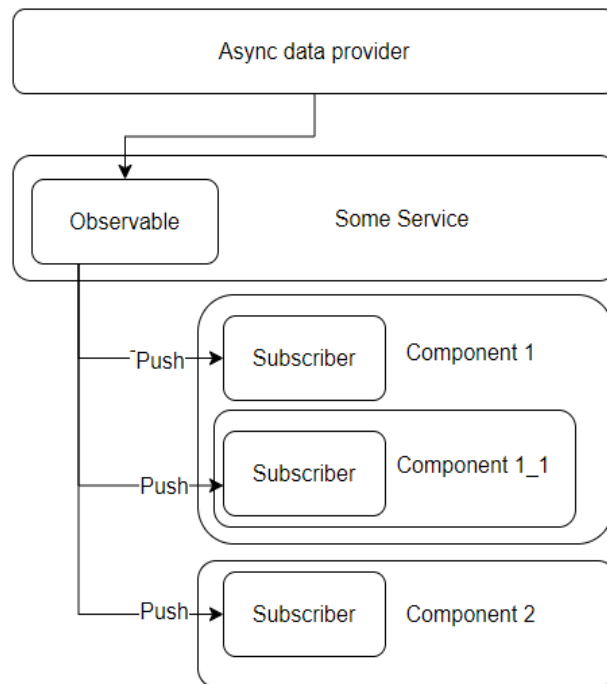 Async data provider
Observable
Some Service
Push
Subscriber
Component 1
Push
Subscriber
Component 1_1
Push
Subscriber
Component 2